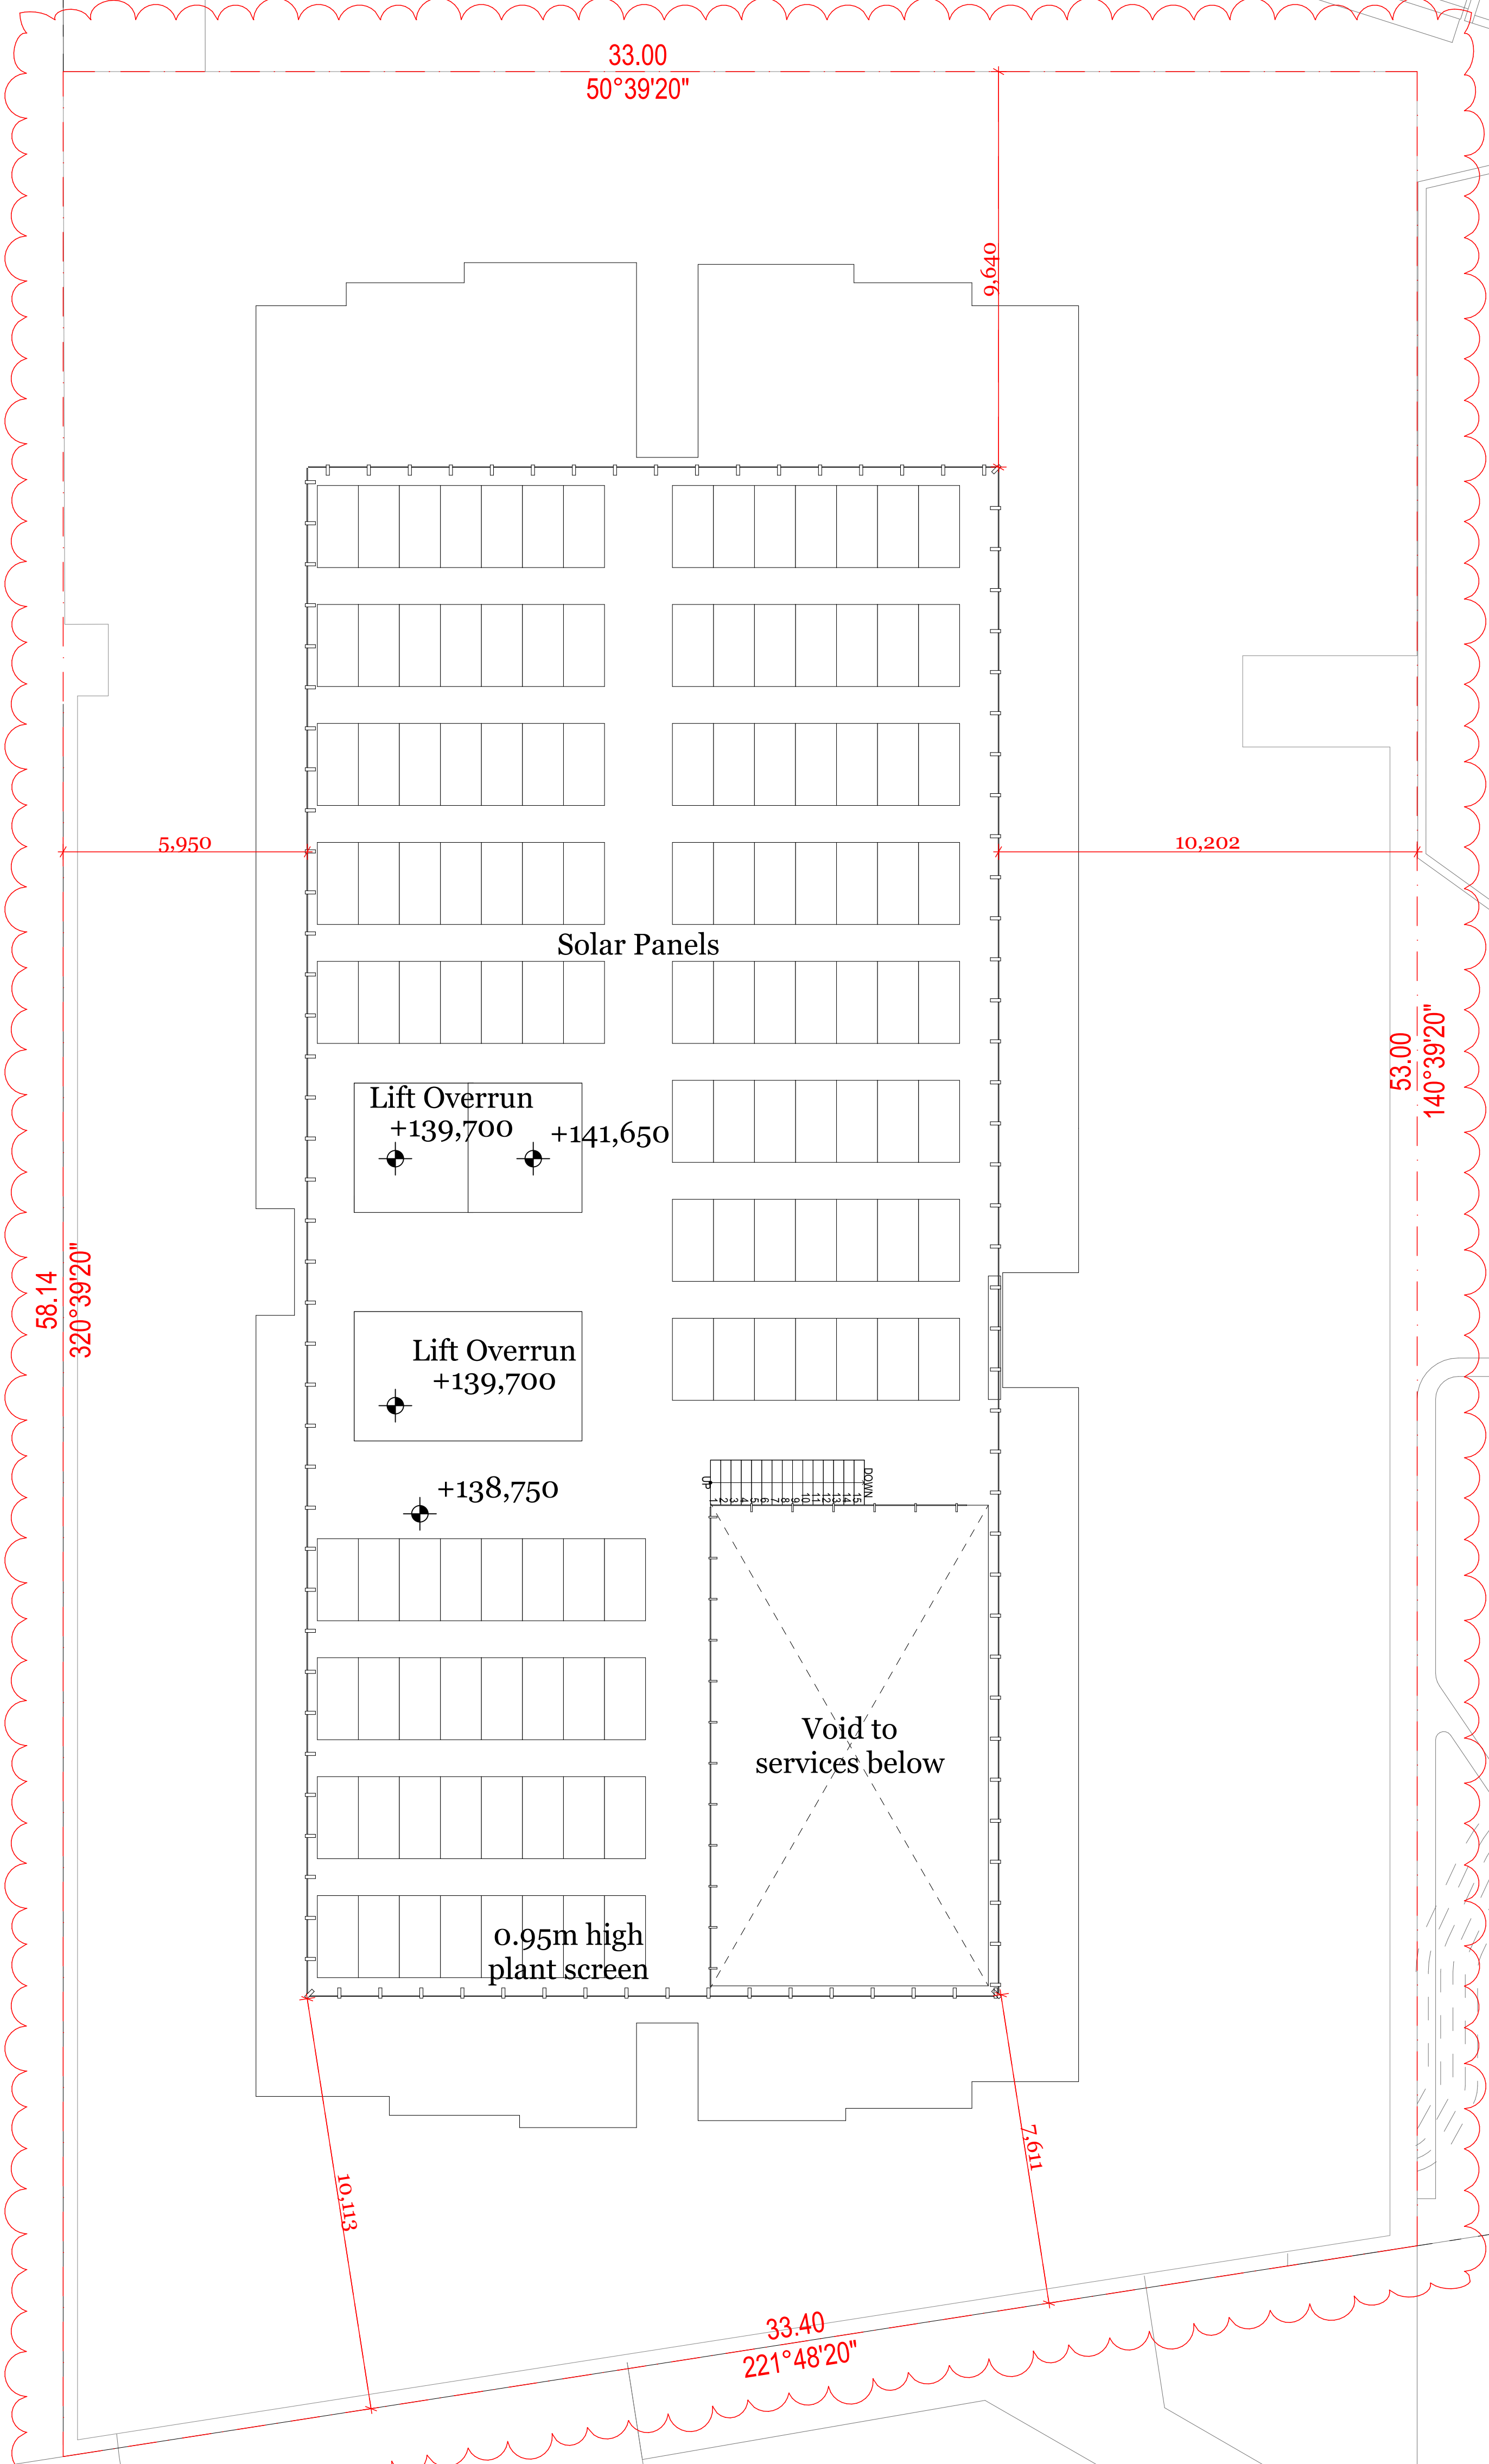 33.00
50°39'20"
9,640
5,950
10,202
Solar Panels
53.00
140°39'20"
Lift Overrun
+139,700
+141,650
58.14
320°39'20"
Lift Overrun
+139,700
+138,750
UP
1 2 3 4 5 6 7 8 9 10 11 12 13 14 15
DOWN
Void to
services below
0.95m high
plant screen
10,113
7,611
33.40
221°48'20"